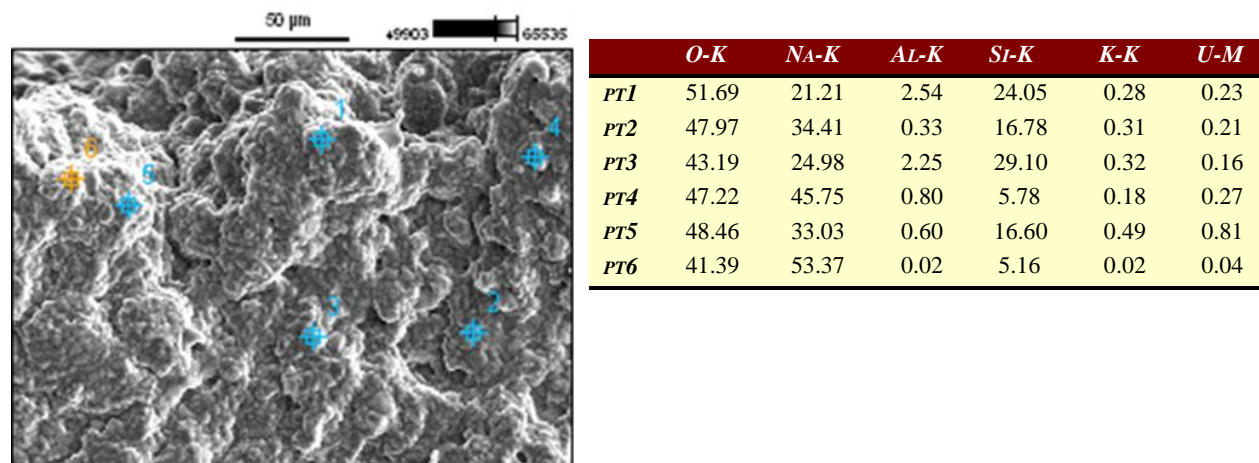 50 µm
49903 65535
1
4
6
5
3
2
O-K NA-K AL-K SI-K K-K U-M
PT1 51.69 21.21 2.54 24.05 0.28 0.23
PT2 47.97 34.41 0.33 16.78 0.31 0.21
PT3 43.19 24.98 2.25 29.10 0.32 0.16
PT4 47.22 45.75 0.80 5.78 0.18 0.27
PT5 48.46 33.03 0.60 16.60 0.49 0.81
PT6 41.39 53.37 0.02 5.16 0.02 0.04